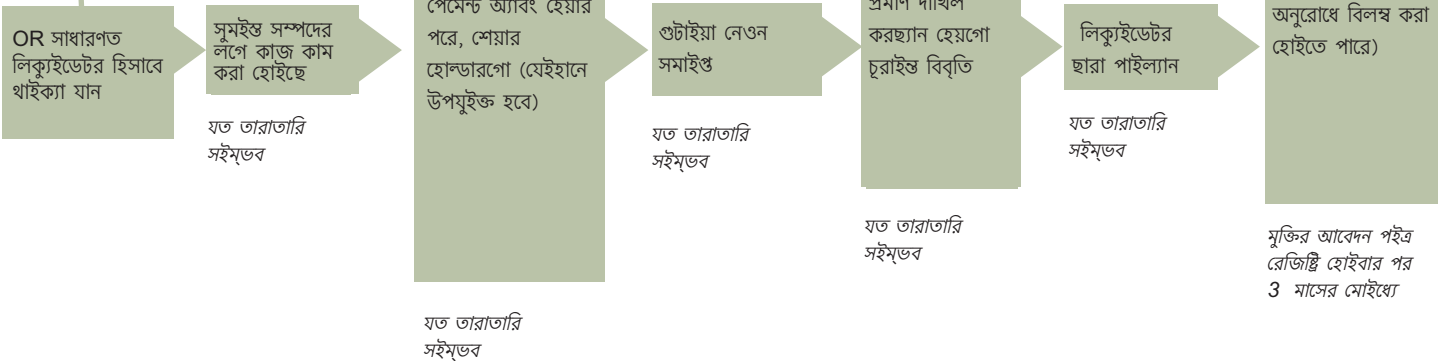 OR সাধারণত
লিক্যুইডেটর হিসাবে
থাইক্যা যান
সুমইস্ত সম্পদের
লগে কাজ কাম
করা হোইছে
যত তারাতারি
সইম্ভব
পেমেন্ট অ্যাবং হেয়ার
পরে, শেয়ার
হোল্ডারগো (যেইহানে
উপযুইক্ত হবে)
যত তারাতারি
সইম্ভব
গুটাইয়া নেওন
সমাইপ্ত
যত তারাতারি
সইম্ভব
প্রমাণ দাখিল
করছ্যান হেয়গো
চূরাইন্ত বিবৃতি
যত তারাতারি
সইম্ভব
লিক্যুইডেটর
ছারা পাইল্যান
যত তারাতারি
সইম্ভব
অনুরোধে বিলম্ব করা
হোইতে পারে)
মুক্তির আবেদন পইত্র
রেজিষ্ট্রি হোইবার পর
3 মাসের মোইধ্যে